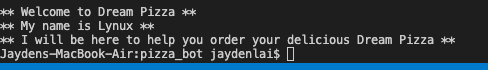 ** Welcome to Dream Pizza **
** My name is Lynux **
** I will be here to help you order your delicious Dream Pizza **
Jaydens-MacBook-Air:pizza_bot jaydenlai$